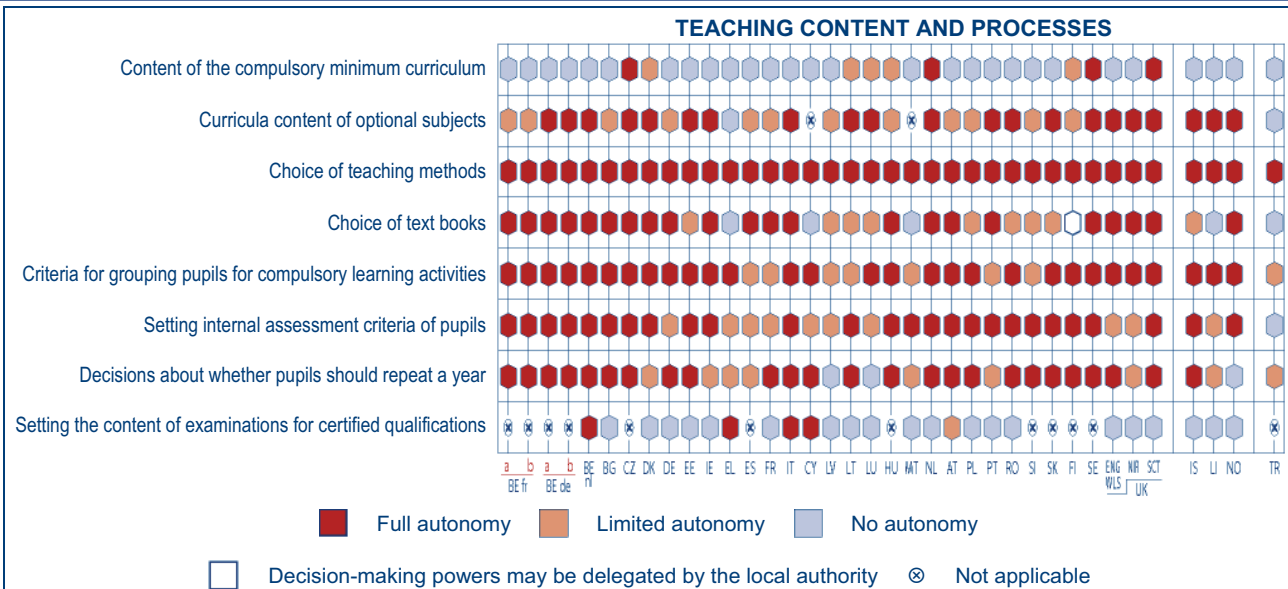 TEACHING CONTENT AND PROCESSES
Content of the compulsory minimum curriculum
Curricula content of optional subjects
Choice of teaching methods
Choice of text books
Criteria for grouping pupils for compulsory learning activities
Setting internal assessment criteria of pupils
Decisions about whether pupils should repeat a year
Setting the content of examinations for certified qualifications
a b a b BE BG CZ DK DE EE IE EL ES FR IT CY LV LT LU HU MT NL AT PL PT RO SI SK FI SE ENG NIR SCT IS LI NO TR
BE fr BE de nl WLS UK
Full autonomy Limited autonomy No autonomy
Decision-making powers may be delegated by the local authority ⊗ Not applicable